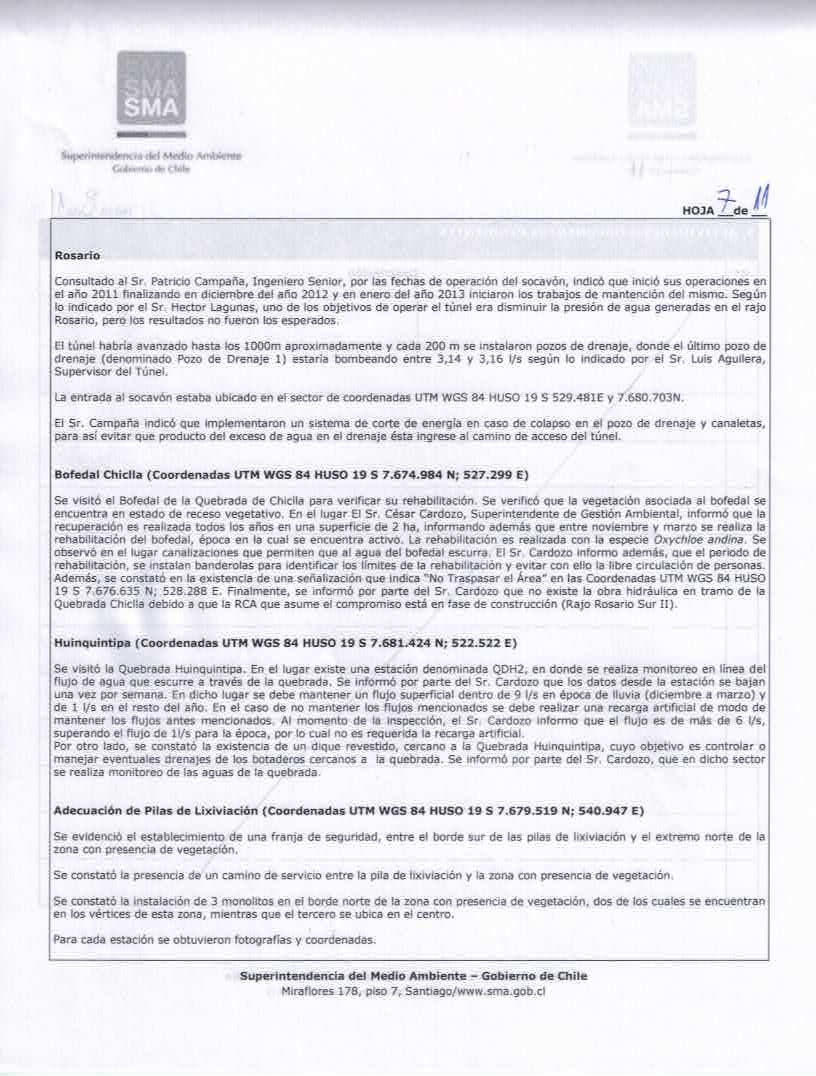 SMA
SMA
Superintendencia del Medio Ambiente
Gobierno de Chile
HOJA 7 de 11
Rosario
Consultado al Sr. Patricio Campaña, Ingeniero Senior, por las fechas de operación del socavón, indicó que inició sus operaciones en
el año 2011 finalizando en diciembre del año 2012 y en enero del año 2013 iniciaron los trabajos de mantención del mismo. Según
lo indicado por el Sr. Hector Lagunas, uno de los objetivos de operar el túnel era disminuir la presión de agua generadas en el rajo
Rosario, pero los resultados no fueron los esperados.
El túnel habría avanzado hasta los 1000m aproximadamente y cada 200 m se instalaron pozos de drenaje, donde el último pozo de
drenaje (denominado Pozo de Drenaje 1) estaría bombeando entre 3,14 y 3,16 l/s según lo indicado por el Sr. Luis Aguilera,
Supervisor del Túnel.
La entrada al socavón estaba ubicado en el sector de coordenadas UTM WGS 84 HUSO 19 S 529.481E y 7.680.703N.
El Sr. Campaña indicó que implementaron un sistema de corte de energía en caso de colapso en el pozo de drenaje y canaletas,
para así evitar que producto del exceso de agua en el drenaje ésta ingrese al camino de acceso del túnel.
Bofedal Chiclla (Coordenadas UTM WGS 84 HUSO 19 S 7.674.984 N; 527.299 E)
Se visitó el Bofedal de la Quebrada de Chiclla para verificar su rehabilitación. Se verificó que la vegetación asociada al bofedal se
encuentra en estado de receso vegetativo. En el lugar El Sr. César Cardozo, Superintendente de Gestión Ambiental, informó que la
recuperación es realizada todos los años en una superficie de 2 ha, informando además que entre noviembre y marzo se realiza la
rehabilitación del bofedal, época en la cual se encuentra activo. La rehabilitación es realizada con la especie Oxychloe andina. Se
observó en el lugar canalizaciones que permiten que al agua del bofedal escurra. El Sr. Cardozo informo además, que el periodo de
rehabilitación, se instalan banderolas para identificar los límites de la rehabilitación y evitar con ello la libre circulación de personas.
Además, se constató en la existencia de una señalización que indica "No Traspasar el Área" en las Coordenadas UTM WGS 84 HUSO
19 S 7.676.635 N; 528.288 E. Finalmente, se informó por parte del Sr. Cardozo que no existe la obra hidráulica en tramo de la
Quebrada Chiclla debido a que la RCA que asume el compromiso está en fase de construcción (Rajo Rosario Sur II).
Huinquintipa (Coordenadas UTM WGS 84 HUSO 19 S 7.681.424 N; 522.522 E)
Se visitó la Quebrada Huinquintipa. En el lugar existe una estación denominada QDH2, en donde se realiza monitoreo en línea del
flujo de agua que escurre a través de la quebrada. Se informó por parte del Sr. Cardozo que los datos desde la estación se bajan
una vez por semana. En dicho lugar se debe mantener un flujo superficial dentro de 9 l/s en época de lluvia (diciembre a marzo) y
de 1 l/s en el resto del año. En el caso de no mantener los flujos mencionados se debe realizar una recarga artificial de modo de
mantener los flujos antes mencionados. Al momento de la inspección, el Sr. Cardozo informo que el flujo es de más de 6 l/s,
superando el flujo de 1l/s para la época, por lo cual no es requerida la recarga artificial.
Por otro lado, se constató la existencia de un dique revestido, cercano a la Quebrada Huinquintipa, cuyo objetivo es controlar o
manejar eventuales drenajes de los botaderos cercanos a la quebrada. Se informó por parte del Sr. Cardozo, que en dicho sector
se realiza monitoreo de las aguas de la quebrada.
Adecuación de Pilas de Lixiviación (Coordenadas UTM WGS 84 HUSO 19 S 7.679.519 N; 540.947 E)
Se evidenció el establecimiento de una franja de seguridad, entre el borde sur de las pilas de lixiviación y el extremo norte de la
zona con presencia de vegetación.
Se constató la presencia de un camino de servicio entre la pila de lixiviación y la zona con presencia de vegetación.
Se constató la instalación de 3 monolitos en el borde norte de la zona con presencia de vegetación, dos de los cuales se encuentran
en los vértices de esta zona, mientras que el tercero se ubica en el centro.
Para cada estación se obtuvieron fotografías y coordenadas.
Superintendencia del Medio Ambiente – Gobierno de Chile
Miraflores 178, piso 7, Santiago/www.sma.gob.cl